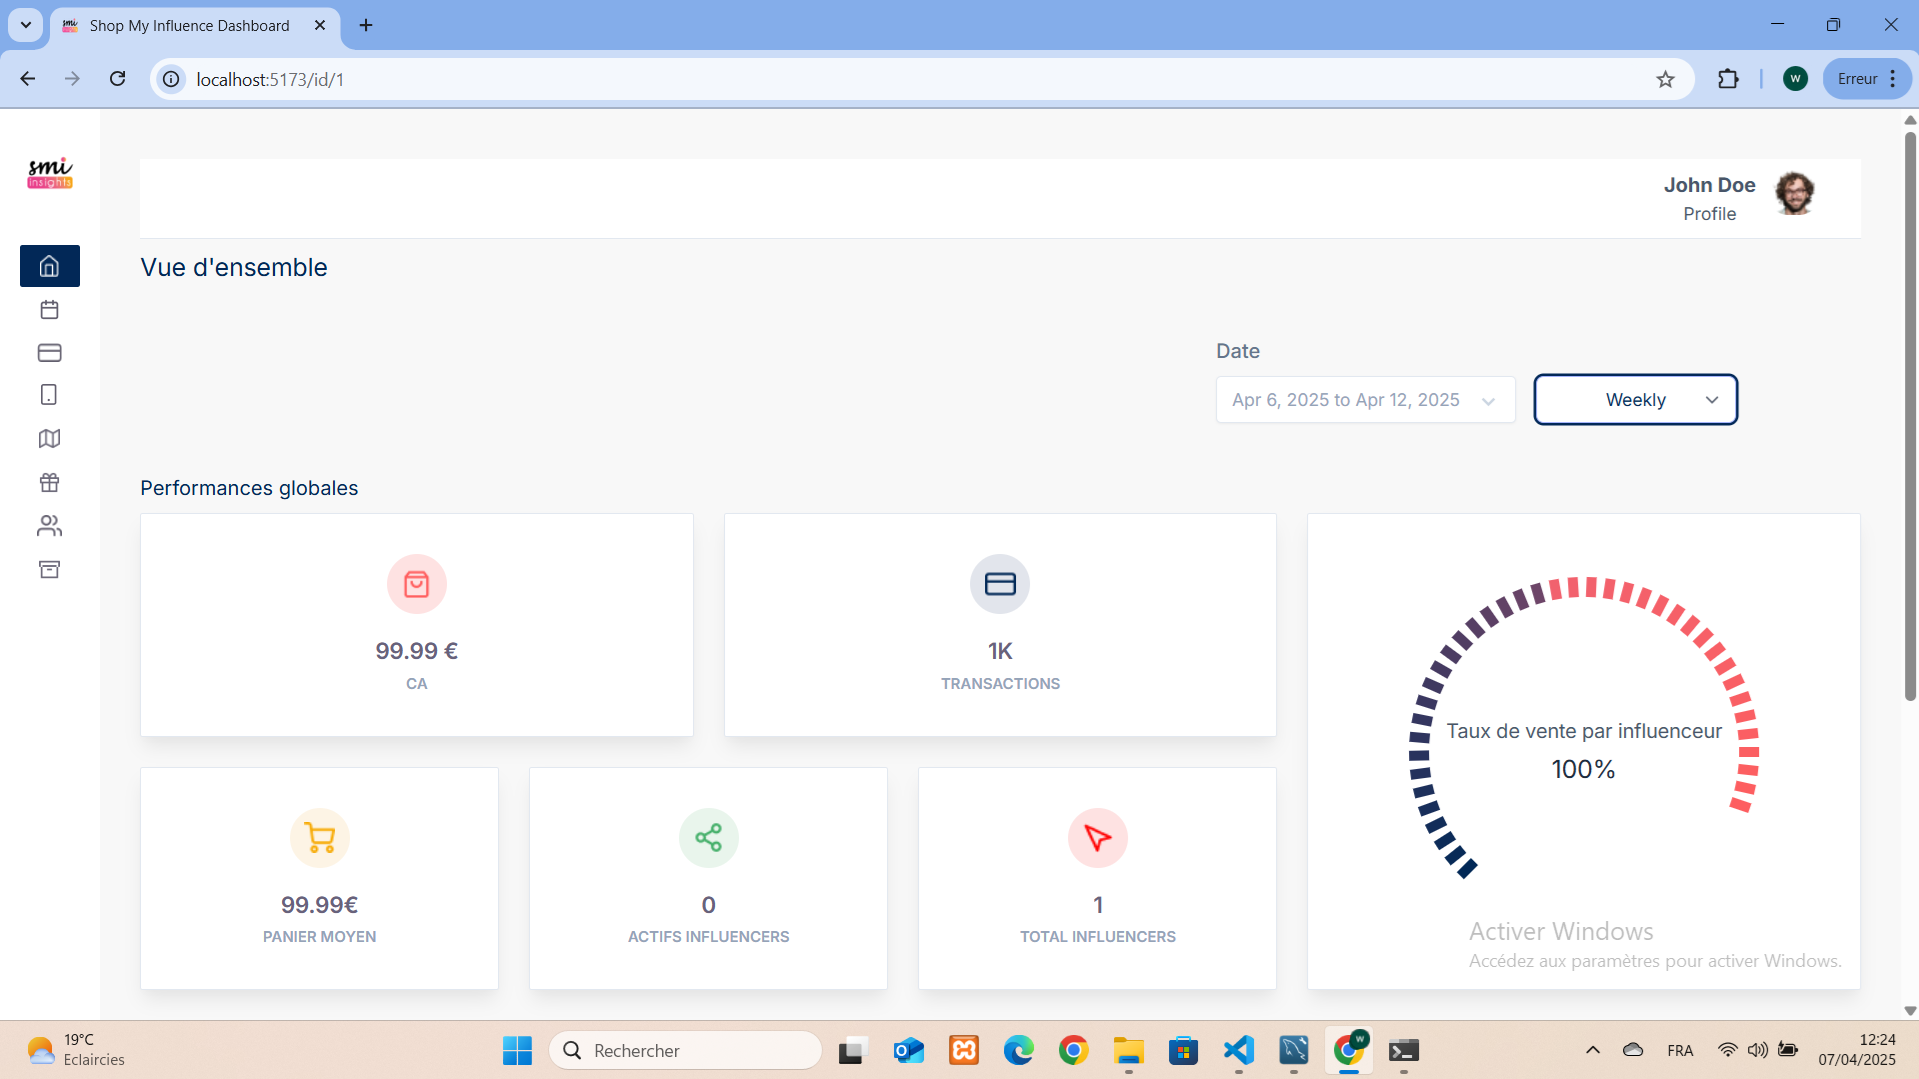 Shop My Influence Dashboard
localhost:5173/id/1
W
Erreur
smi
insights
John Doe
Profile
Vue d'ensemble
Date
Apr 6, 2025 to Apr 12, 2025
Weekly
Performances globales
99.99 €
CA
1K
TRANSACTIONS
Taux de vente par influenceur
100%
99.99€
PANIER MOYEN
0
ACTIFS INFLUENCERS
1
TOTAL INFLUENCERS
Activer Windows
Accédez aux paramètres pour activer Windows.
19°C
Eclaircies
Rechercher
FRA
12:24
07/04/2025